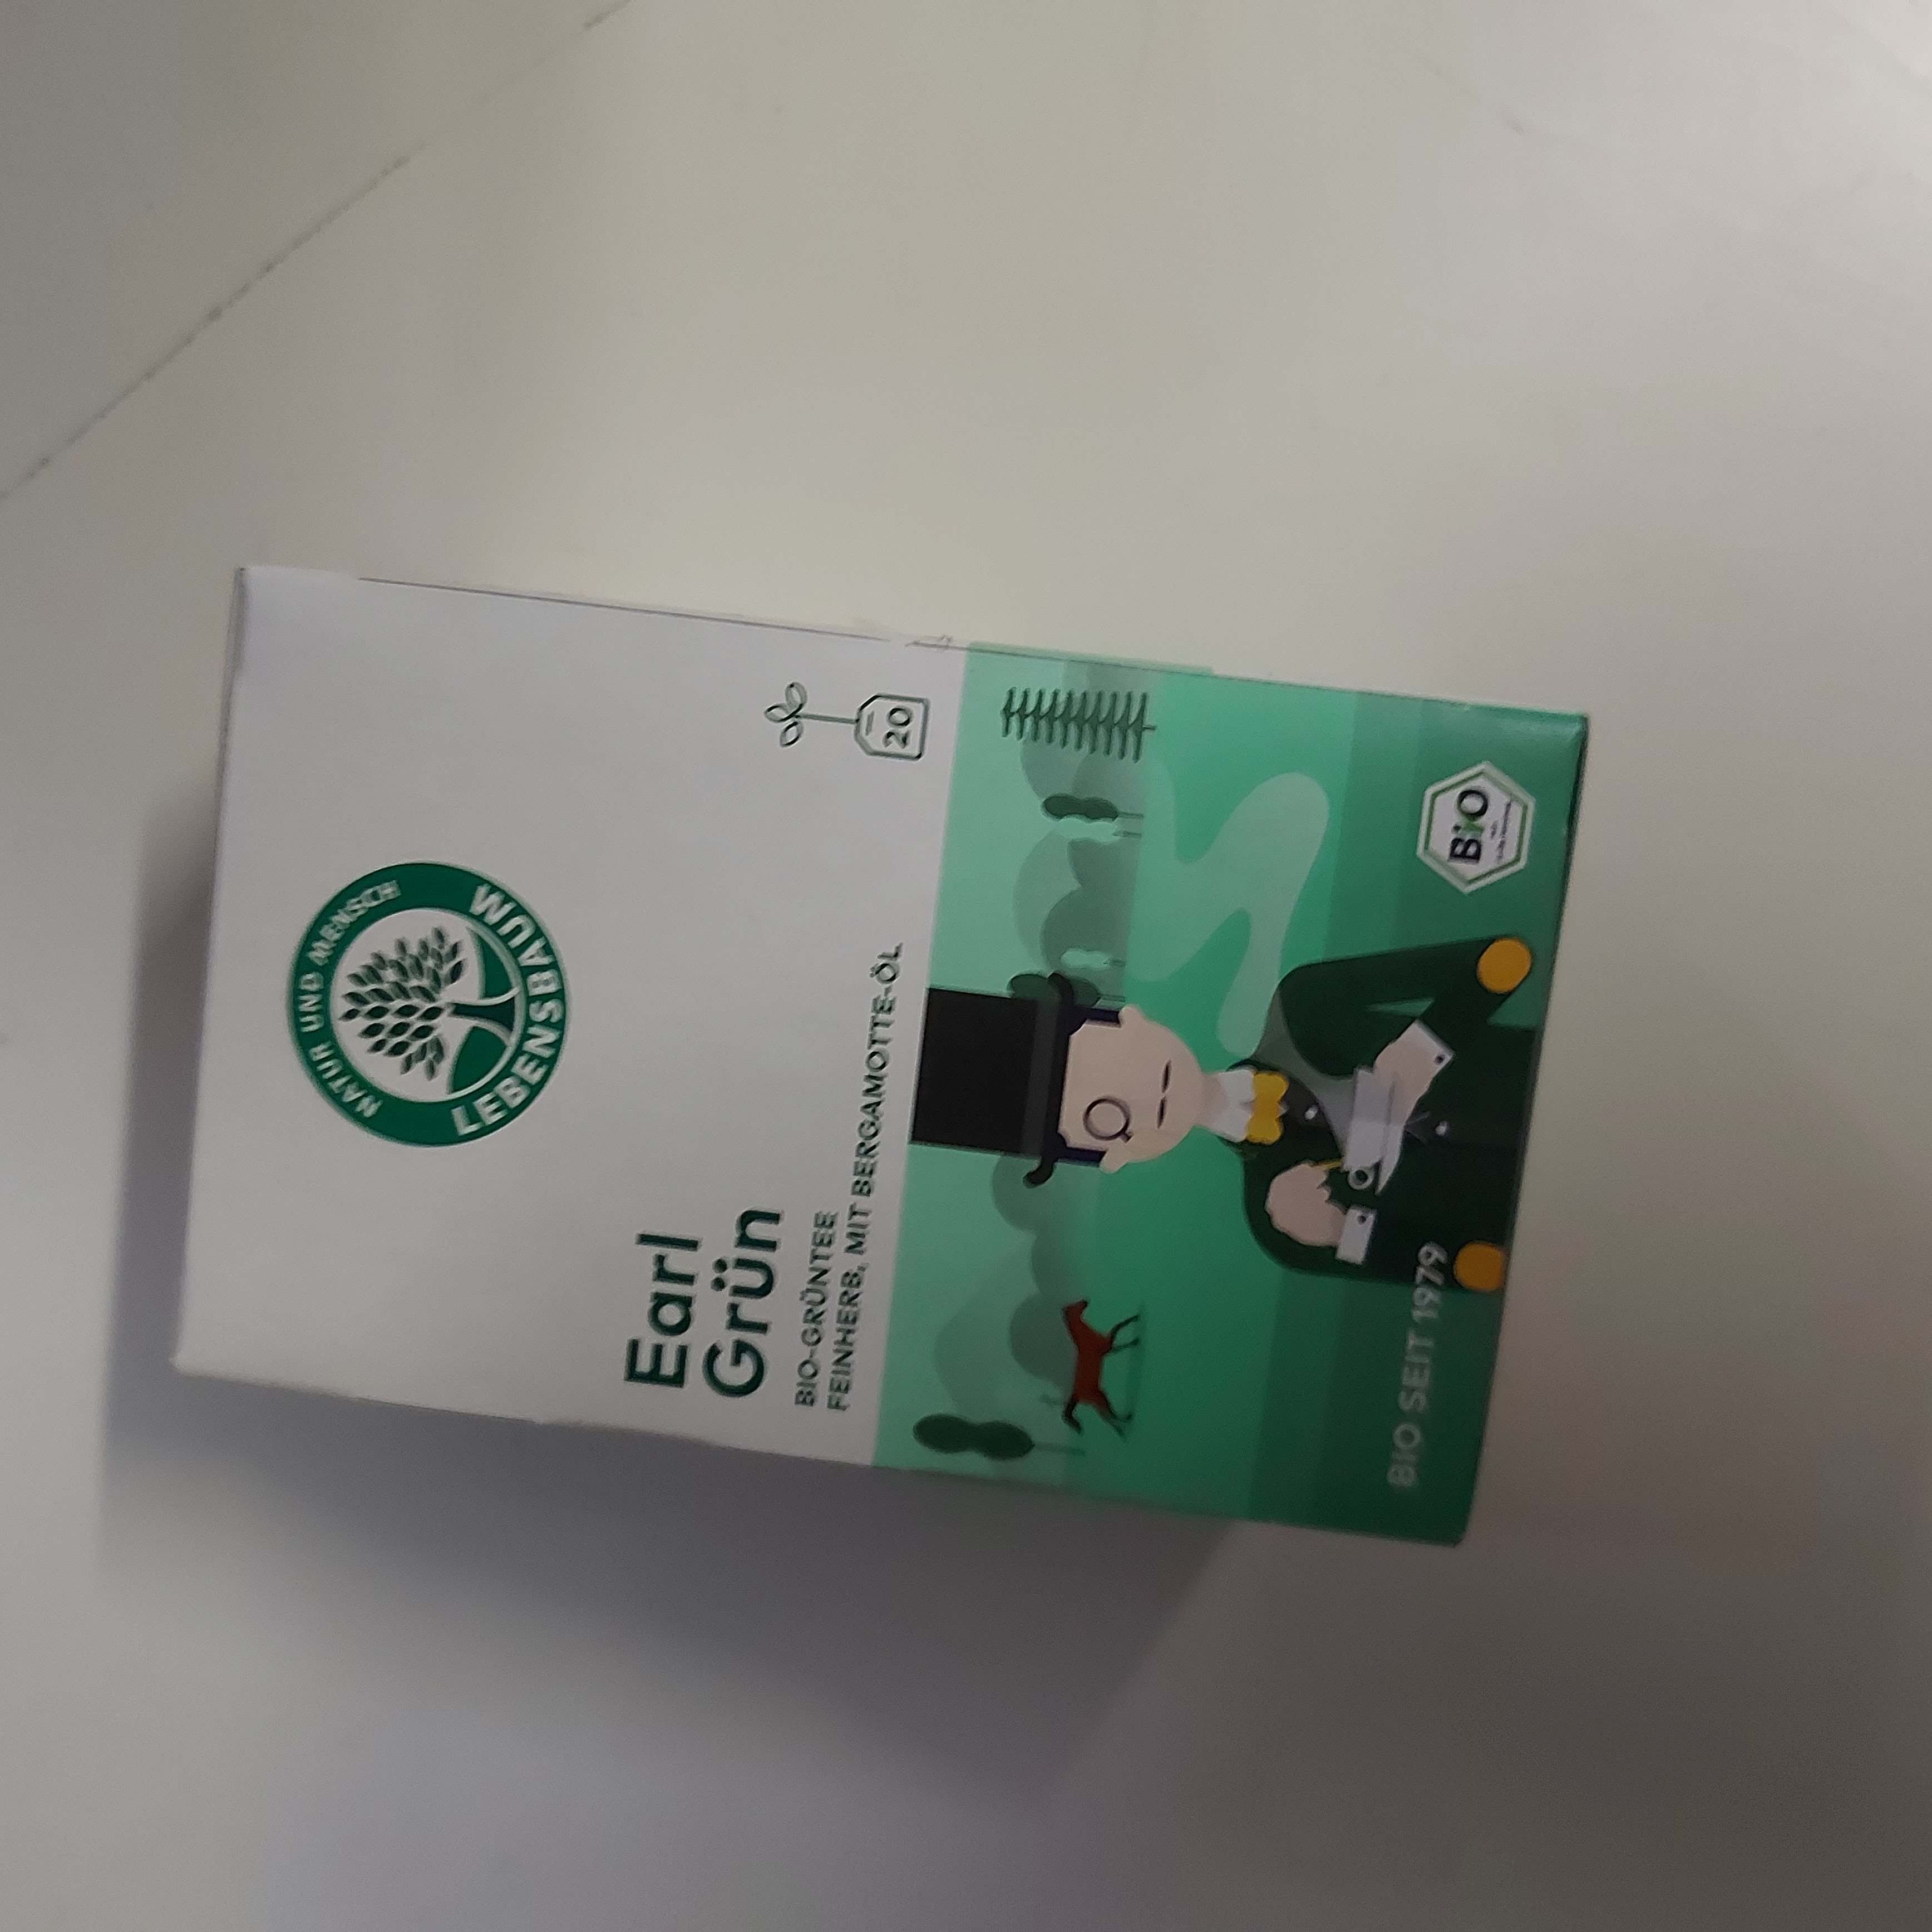 NATUR UND MENSCH
LEBENSBAUM
Earl
Grün
BIO-GRÜNTEE
FEINHERB, MIT BERGAMOTTE-ÖL
20
BIO SEIT 1979
BiO